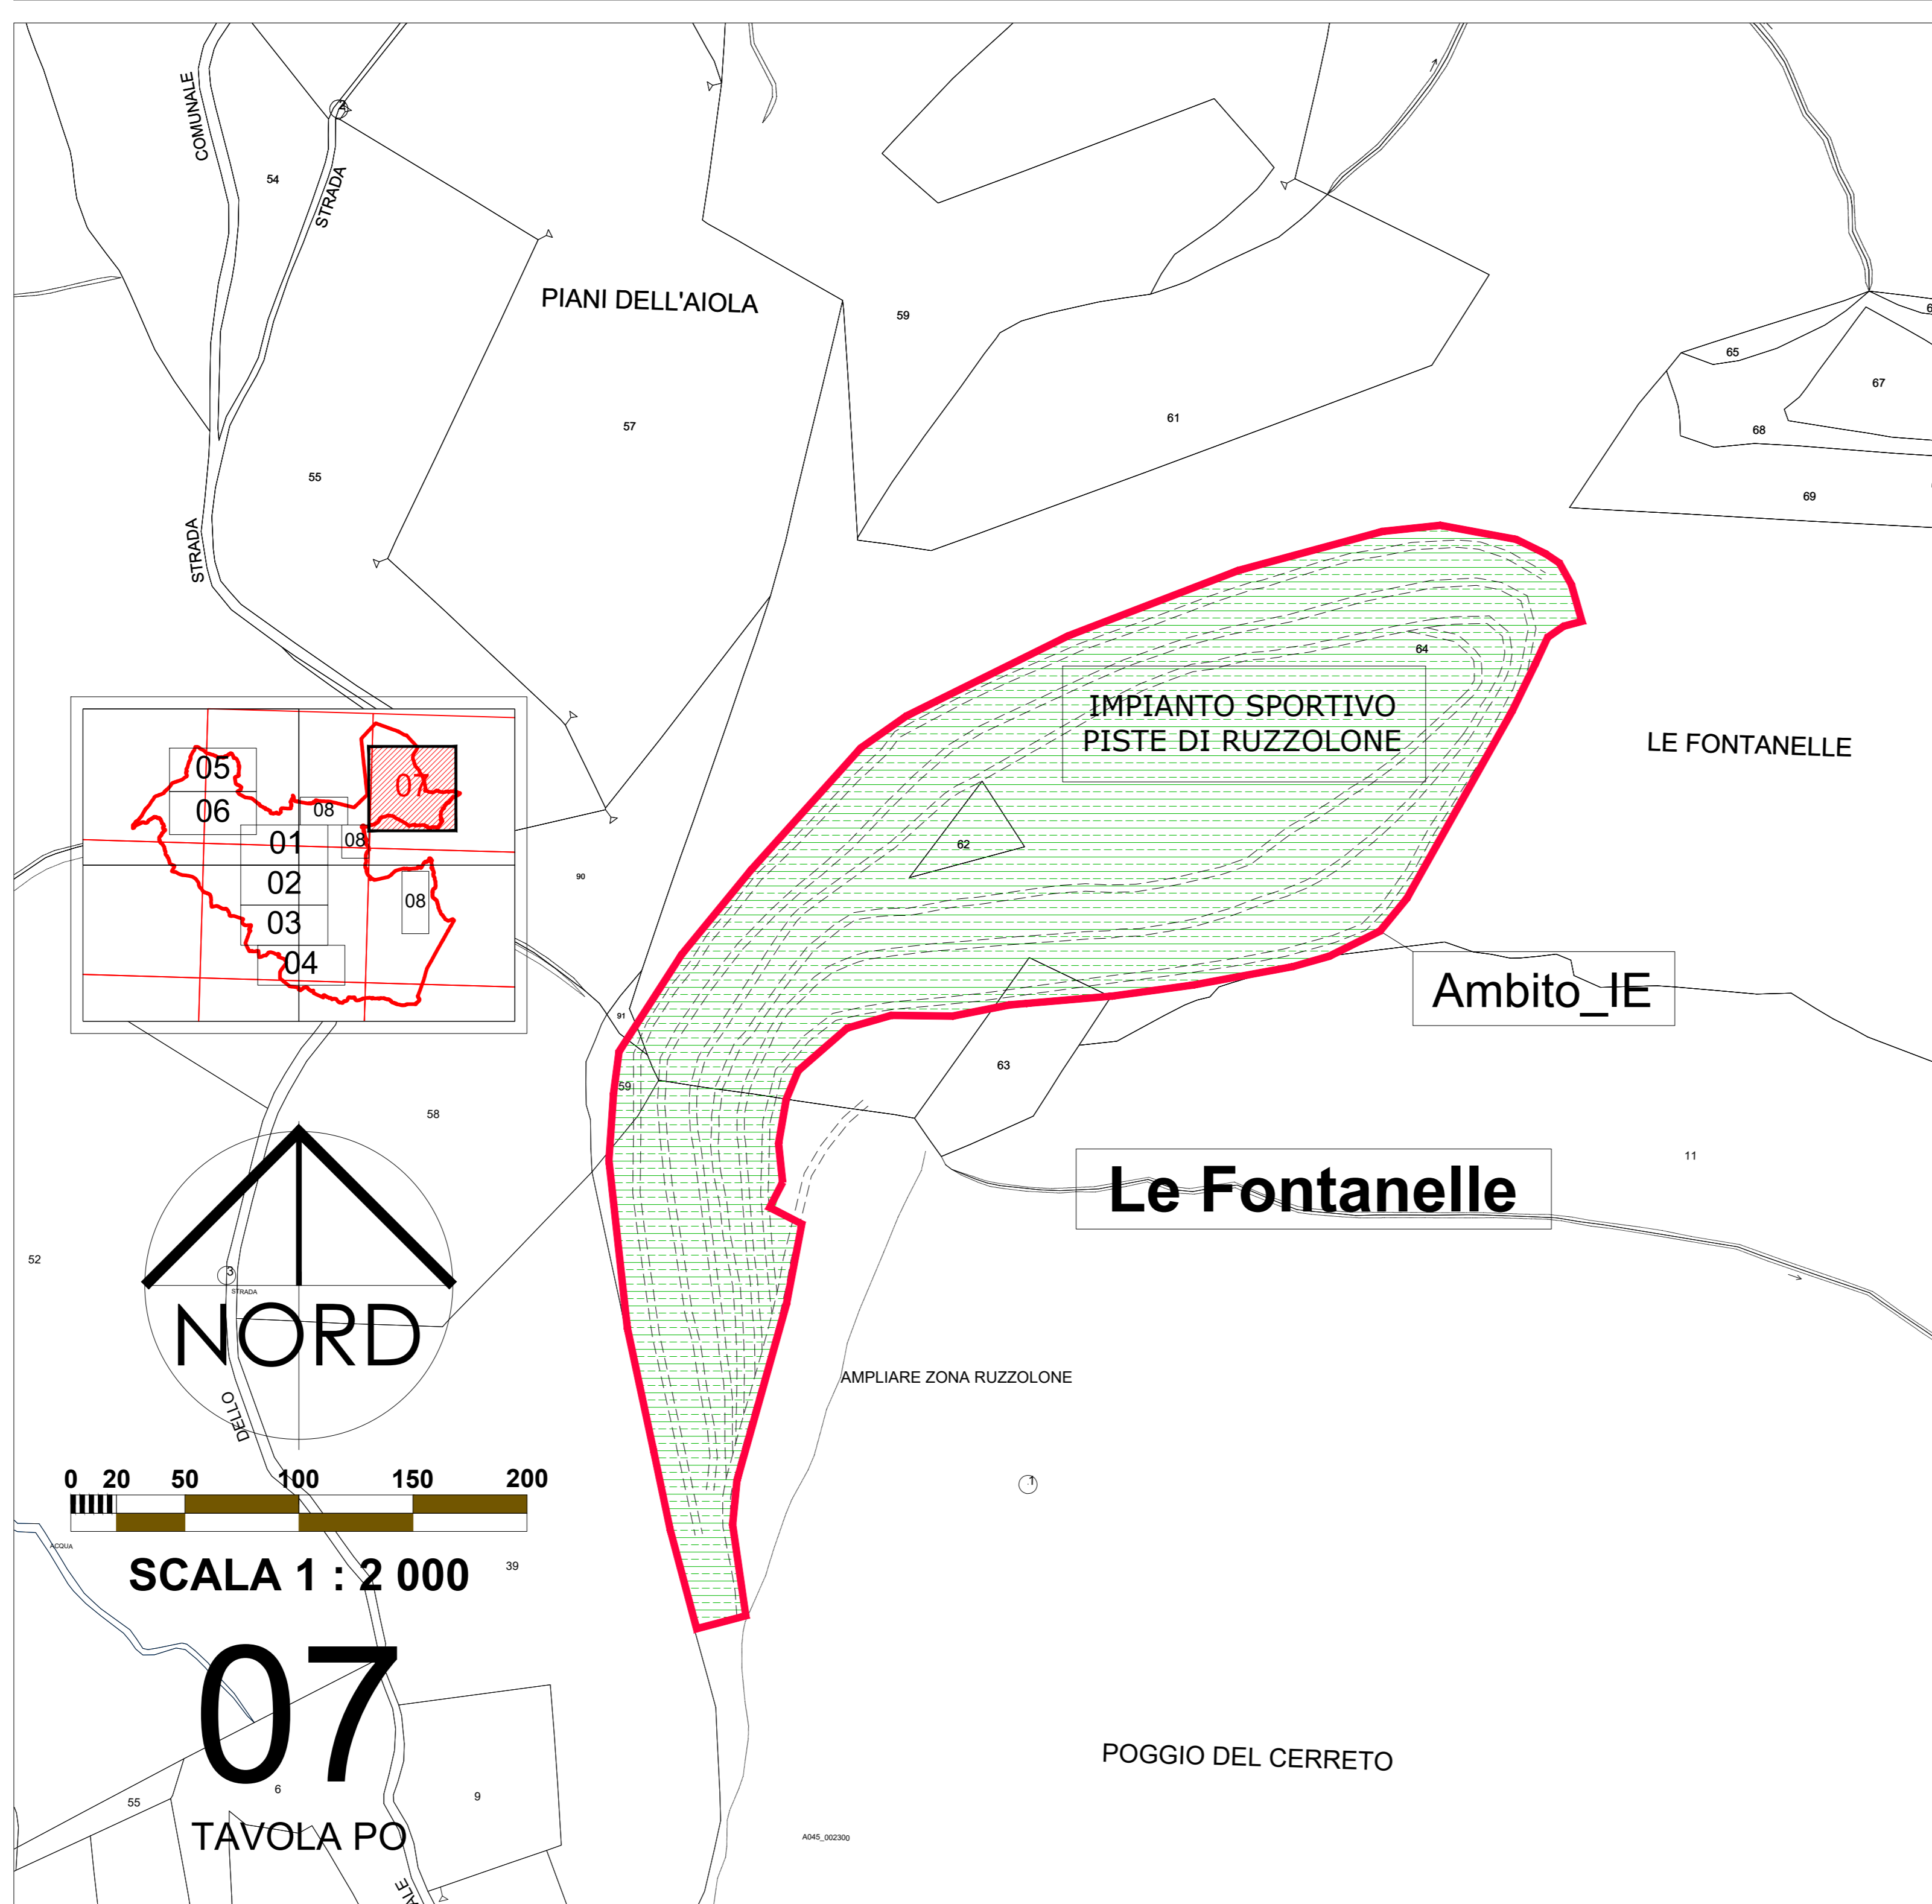 COMUNALE
2
54
STRADA
PIANI DELL'AIOLA
59
65
67
61
57
68
55
69
STRADA
64
IMPIANTO SPORTIVO
PISTE DI RUZZOLONE
LE FONTANELLE
05
07
06
08
01
08
02
08
03
04
62
90
91
Ambito_IE
63
59
58
11
Le Fontanelle
52
3
STRADA
NORD
DELLO
AMPLIARE ZONA RUZZOLONE
0 20 50 100 150 200
1
ACQUA
SCALA 1 : 2 000
39
07
POGGIO DEL CERRETO
6
9
55
TAVOLA PO
A045_002300